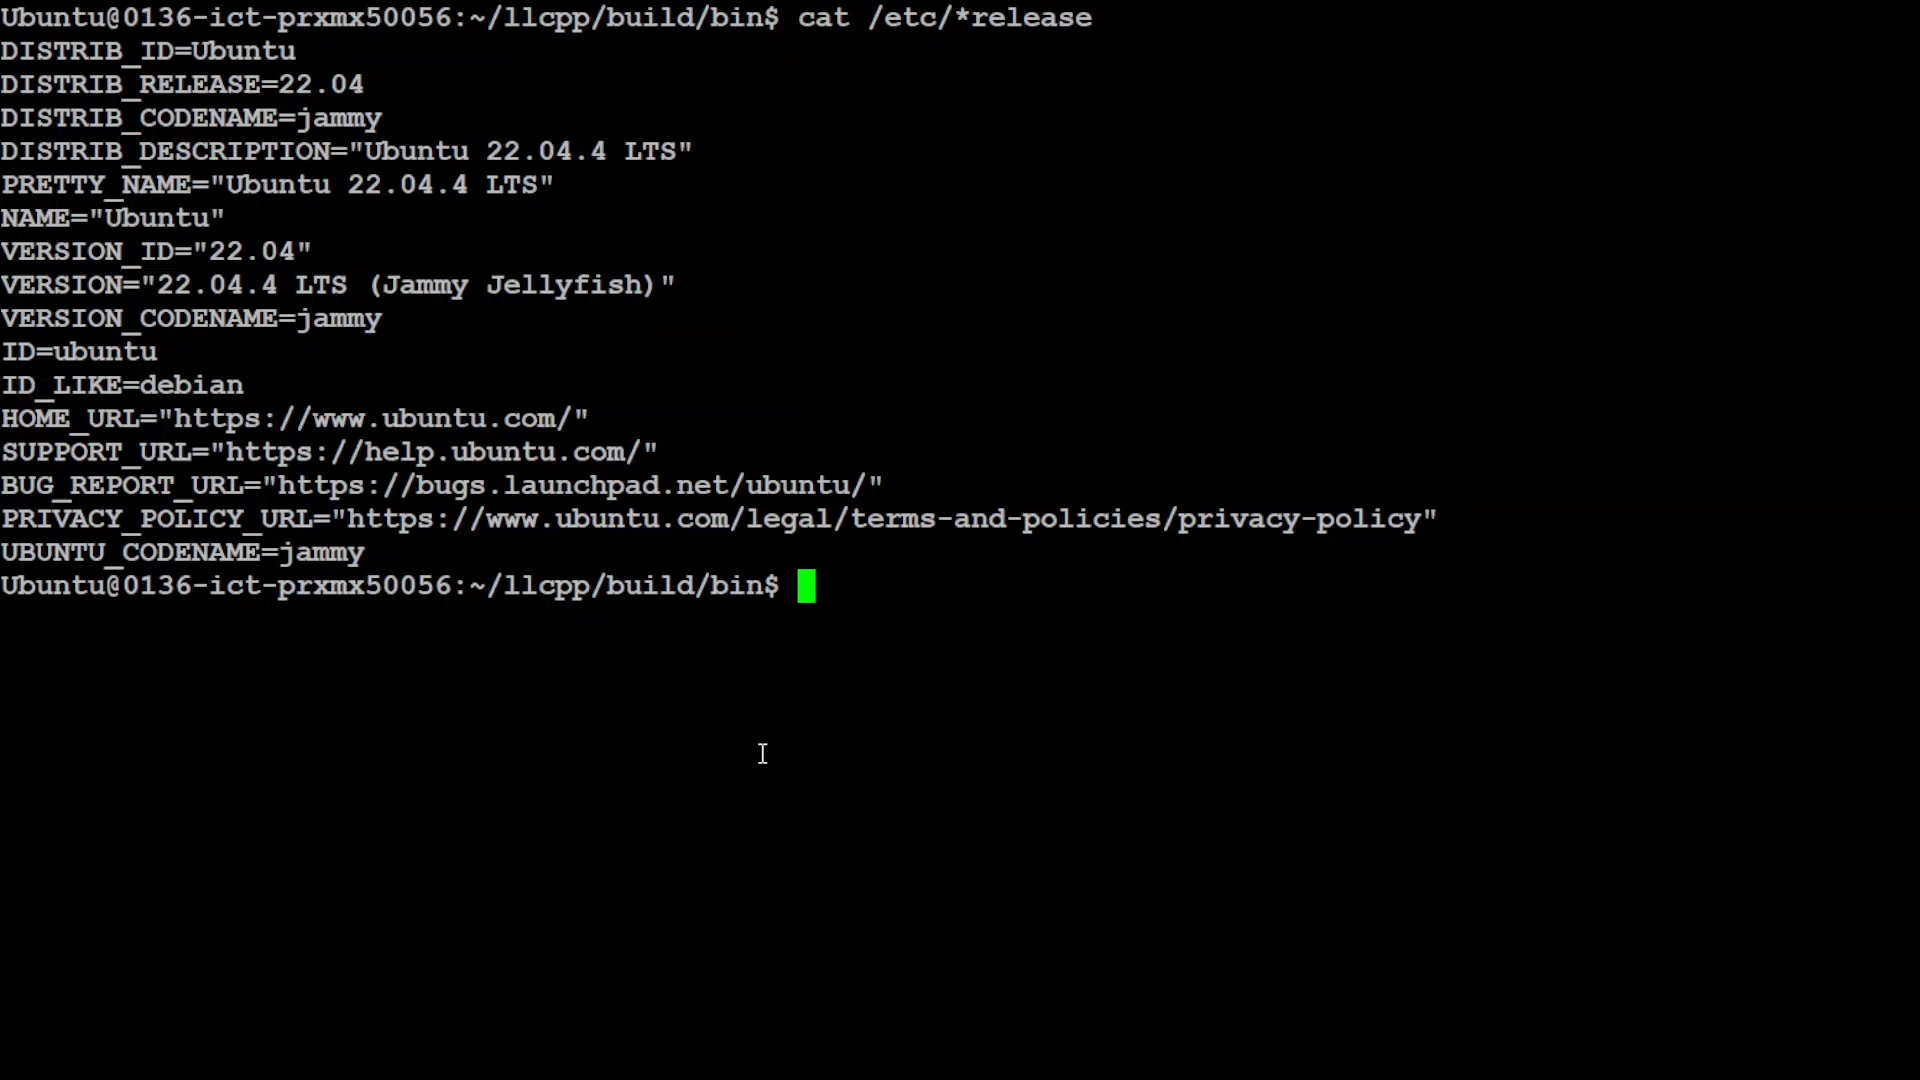 Ubuntu@0136-ict-prxmx50056:~/llcpp/build/bin$ cat /etc/*release
DISTRIB_ID=Ubuntu
DISTRIB_RELEASE=22.04
DISTRIB_CODENAME=jammy
DISTRIB_DESCRIPTION="Ubuntu 22.04.4 LTS"
PRETTY_NAME="Ubuntu 22.04.4 LTS"
NAME="Ubuntu"
VERSION_ID="22.04"
VERSION="22.04.4 LTS (Jammy Jellyfish)"
VERSION_CODENAME=jammy
ID=ubuntu
ID_LIKE=debian
HOME_URL="https://www.ubuntu.com/"
SUPPORT_URL="https://help.ubuntu.com/"
BUG_REPORT_URL="https://bugs.launchpad.net/ubuntu/"
PRIVACY_POLICY_URL="https://www.ubuntu.com/legal/terms-and-policies/privacy-policy"
UBUNTU_CODENAME=jammy
Ubuntu@0136-ict-prxmx50056:~/llcpp/build/bin$